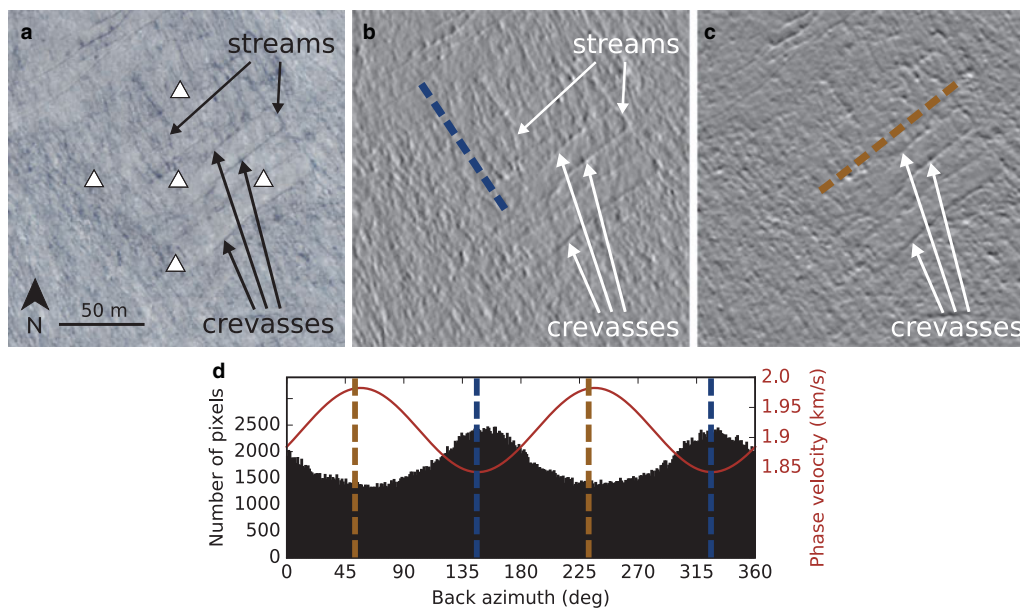 a
streams
N
50 m
crevasses
b
streams
crevasses
c
crevasses
d
Number of pixels
2500
2000
1500
1000
500
0
2.0
1.95
1.9
1.85
Phase velocity (km/s)
0 45 90 135 180 225 270 315 360
Back azimuth (deg)